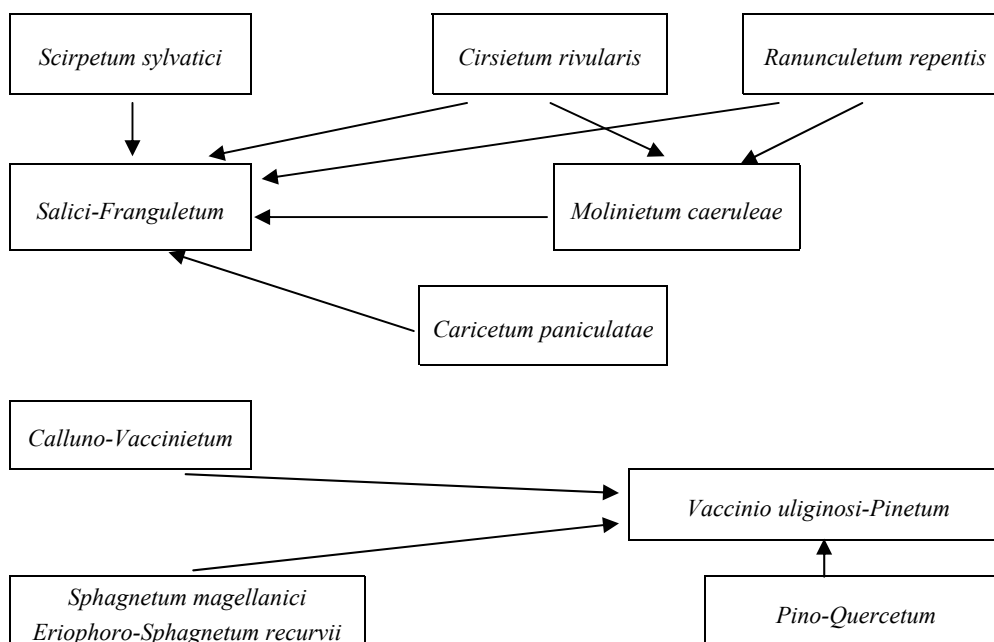 Scirpetum sylvatici
Cirsietum rivularis
Ranunculetum repentis
Salici-Franguletum
Molinietum caeruleae
Caricetum paniculatae
Calluno-Vaccinietum
Vaccinio uliginosi-Pinetum
Sphagnetum magellanici
Eriophoro-Sphagnetum recurvii
Pino-Quercetum